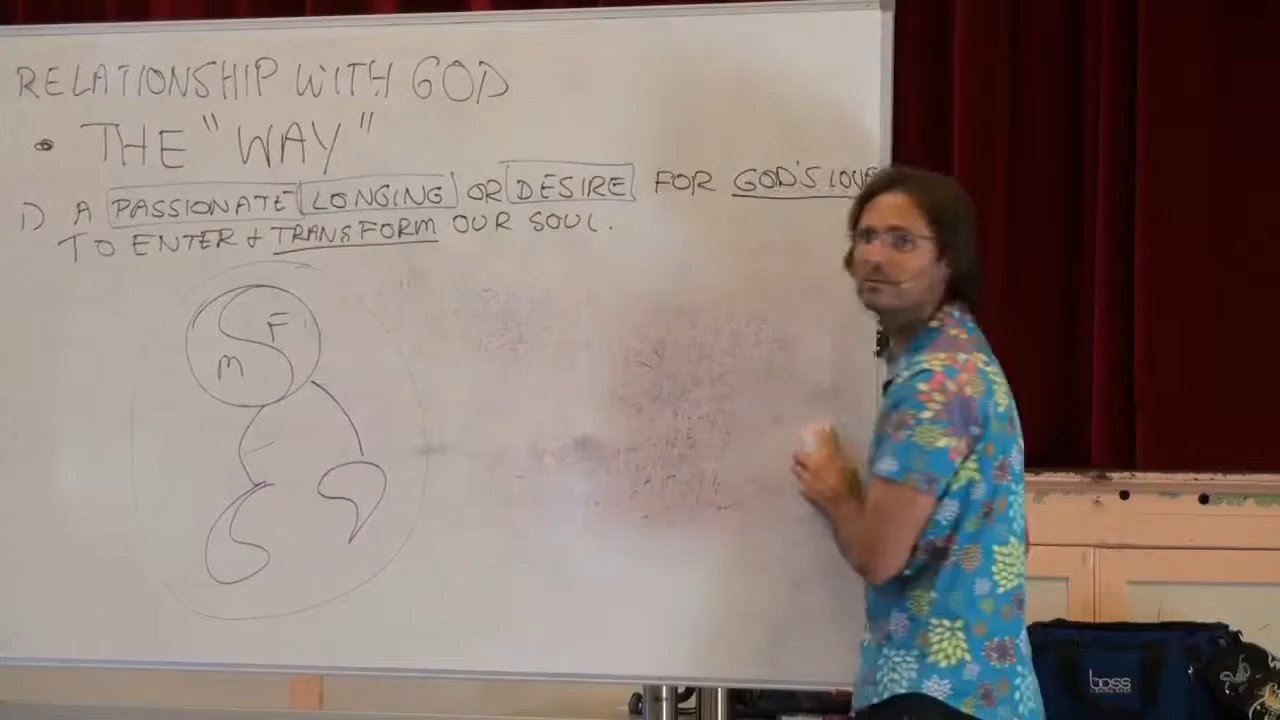 RELATIONSHIP WITH GOD
• THE "WAY"
1) A PASSIONATE LONGING OR DESIRE FOR GOD'S LOVE
TO ENTER & TRANSFORM OUR SOUL.
F
M
boss